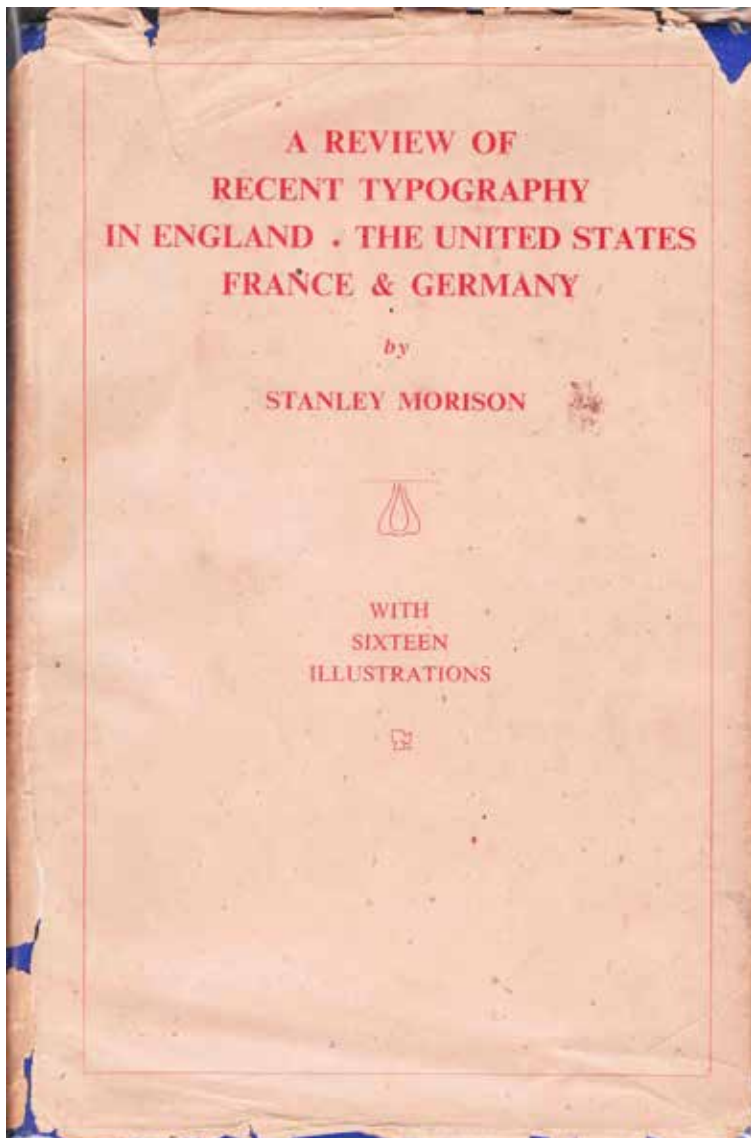 A REVIEW OF
RECENT TYPOGRAPHY
IN ENGLAND . THE UNITED STATES
FRANCE & GERMANY
by
STANLEY MORISON
WITH
SIXTEEN
ILLUSTRATIONS